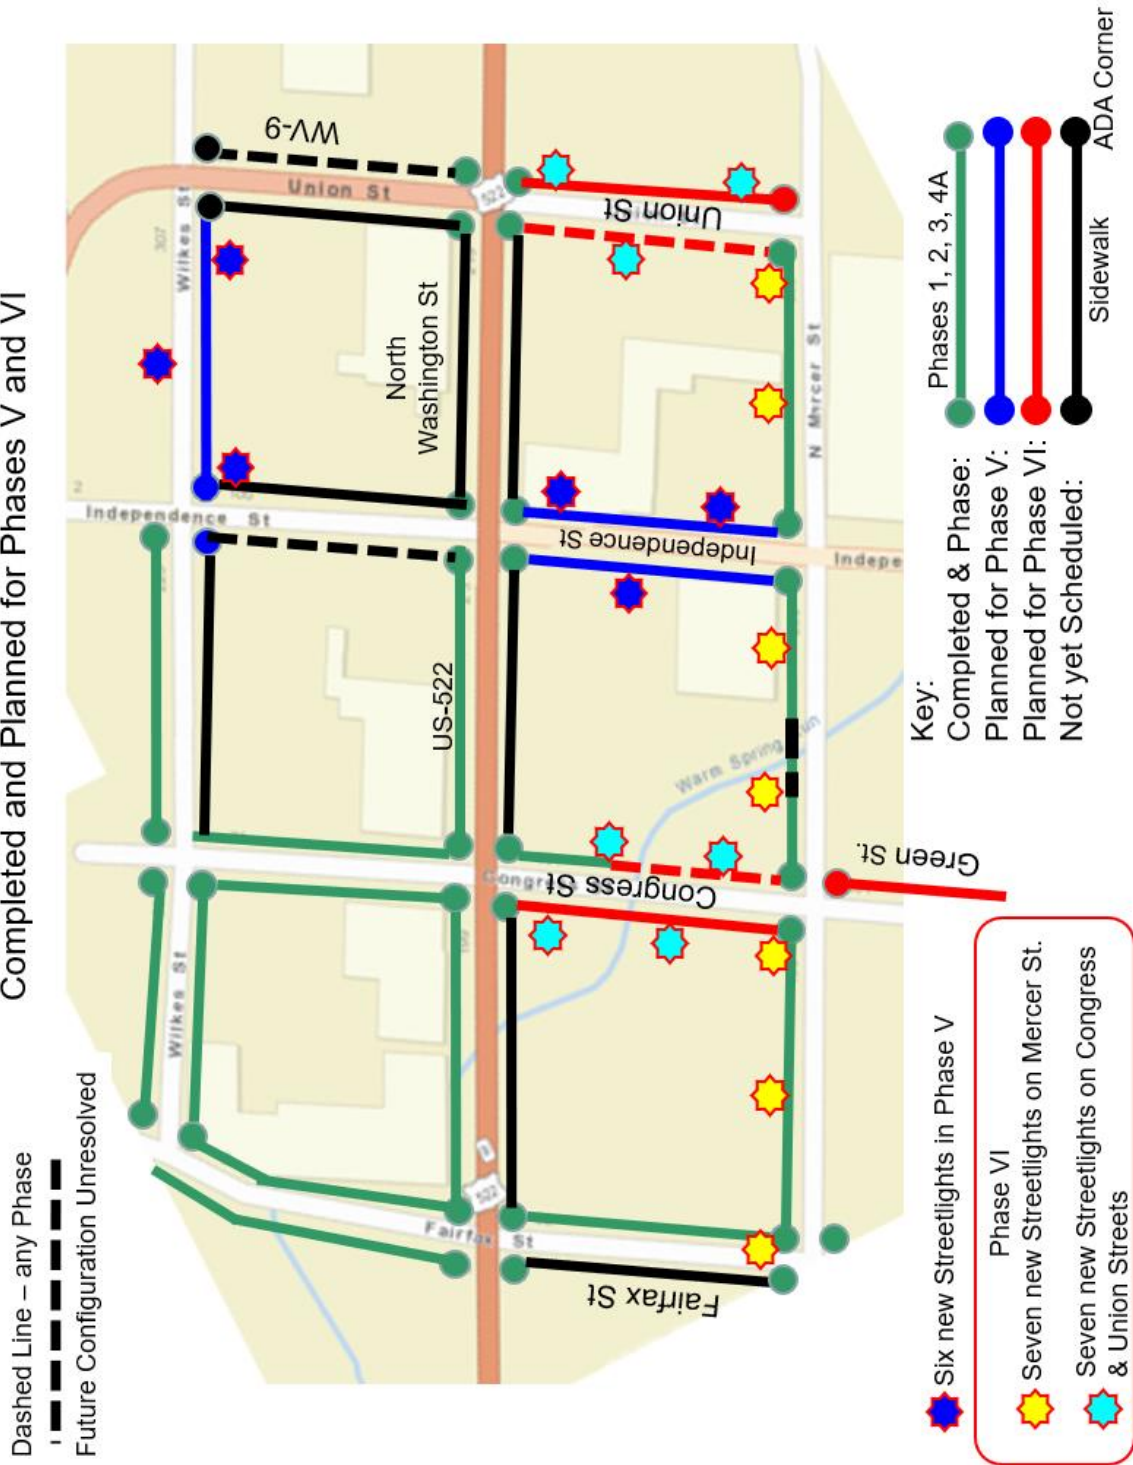 Completed and Planned for Phases V and VI
Dashed Line – any Phase
Future Configuration Unresolved
WV-9
Union St
Wilkes St
307
522
Union St
North
Washington St
N Mercer St
Independence St
Independence St
Indepe
US-522
Warm Spring Run
Congress St
Congress
Green St.
Wilkes St
522
Fairfax St
Fairfax St
Key:
Completed & Phase:
Phases 1, 2, 3, 4A
Planned for Phase V:
Planned for Phase VI:
Not yet Scheduled:
Sidewalk
ADA Corner
Six new Streetlights in Phase V
Phase VI
Seven new Streetlights on Mercer St.
Seven new Streetlights on Congress
& Union Streets